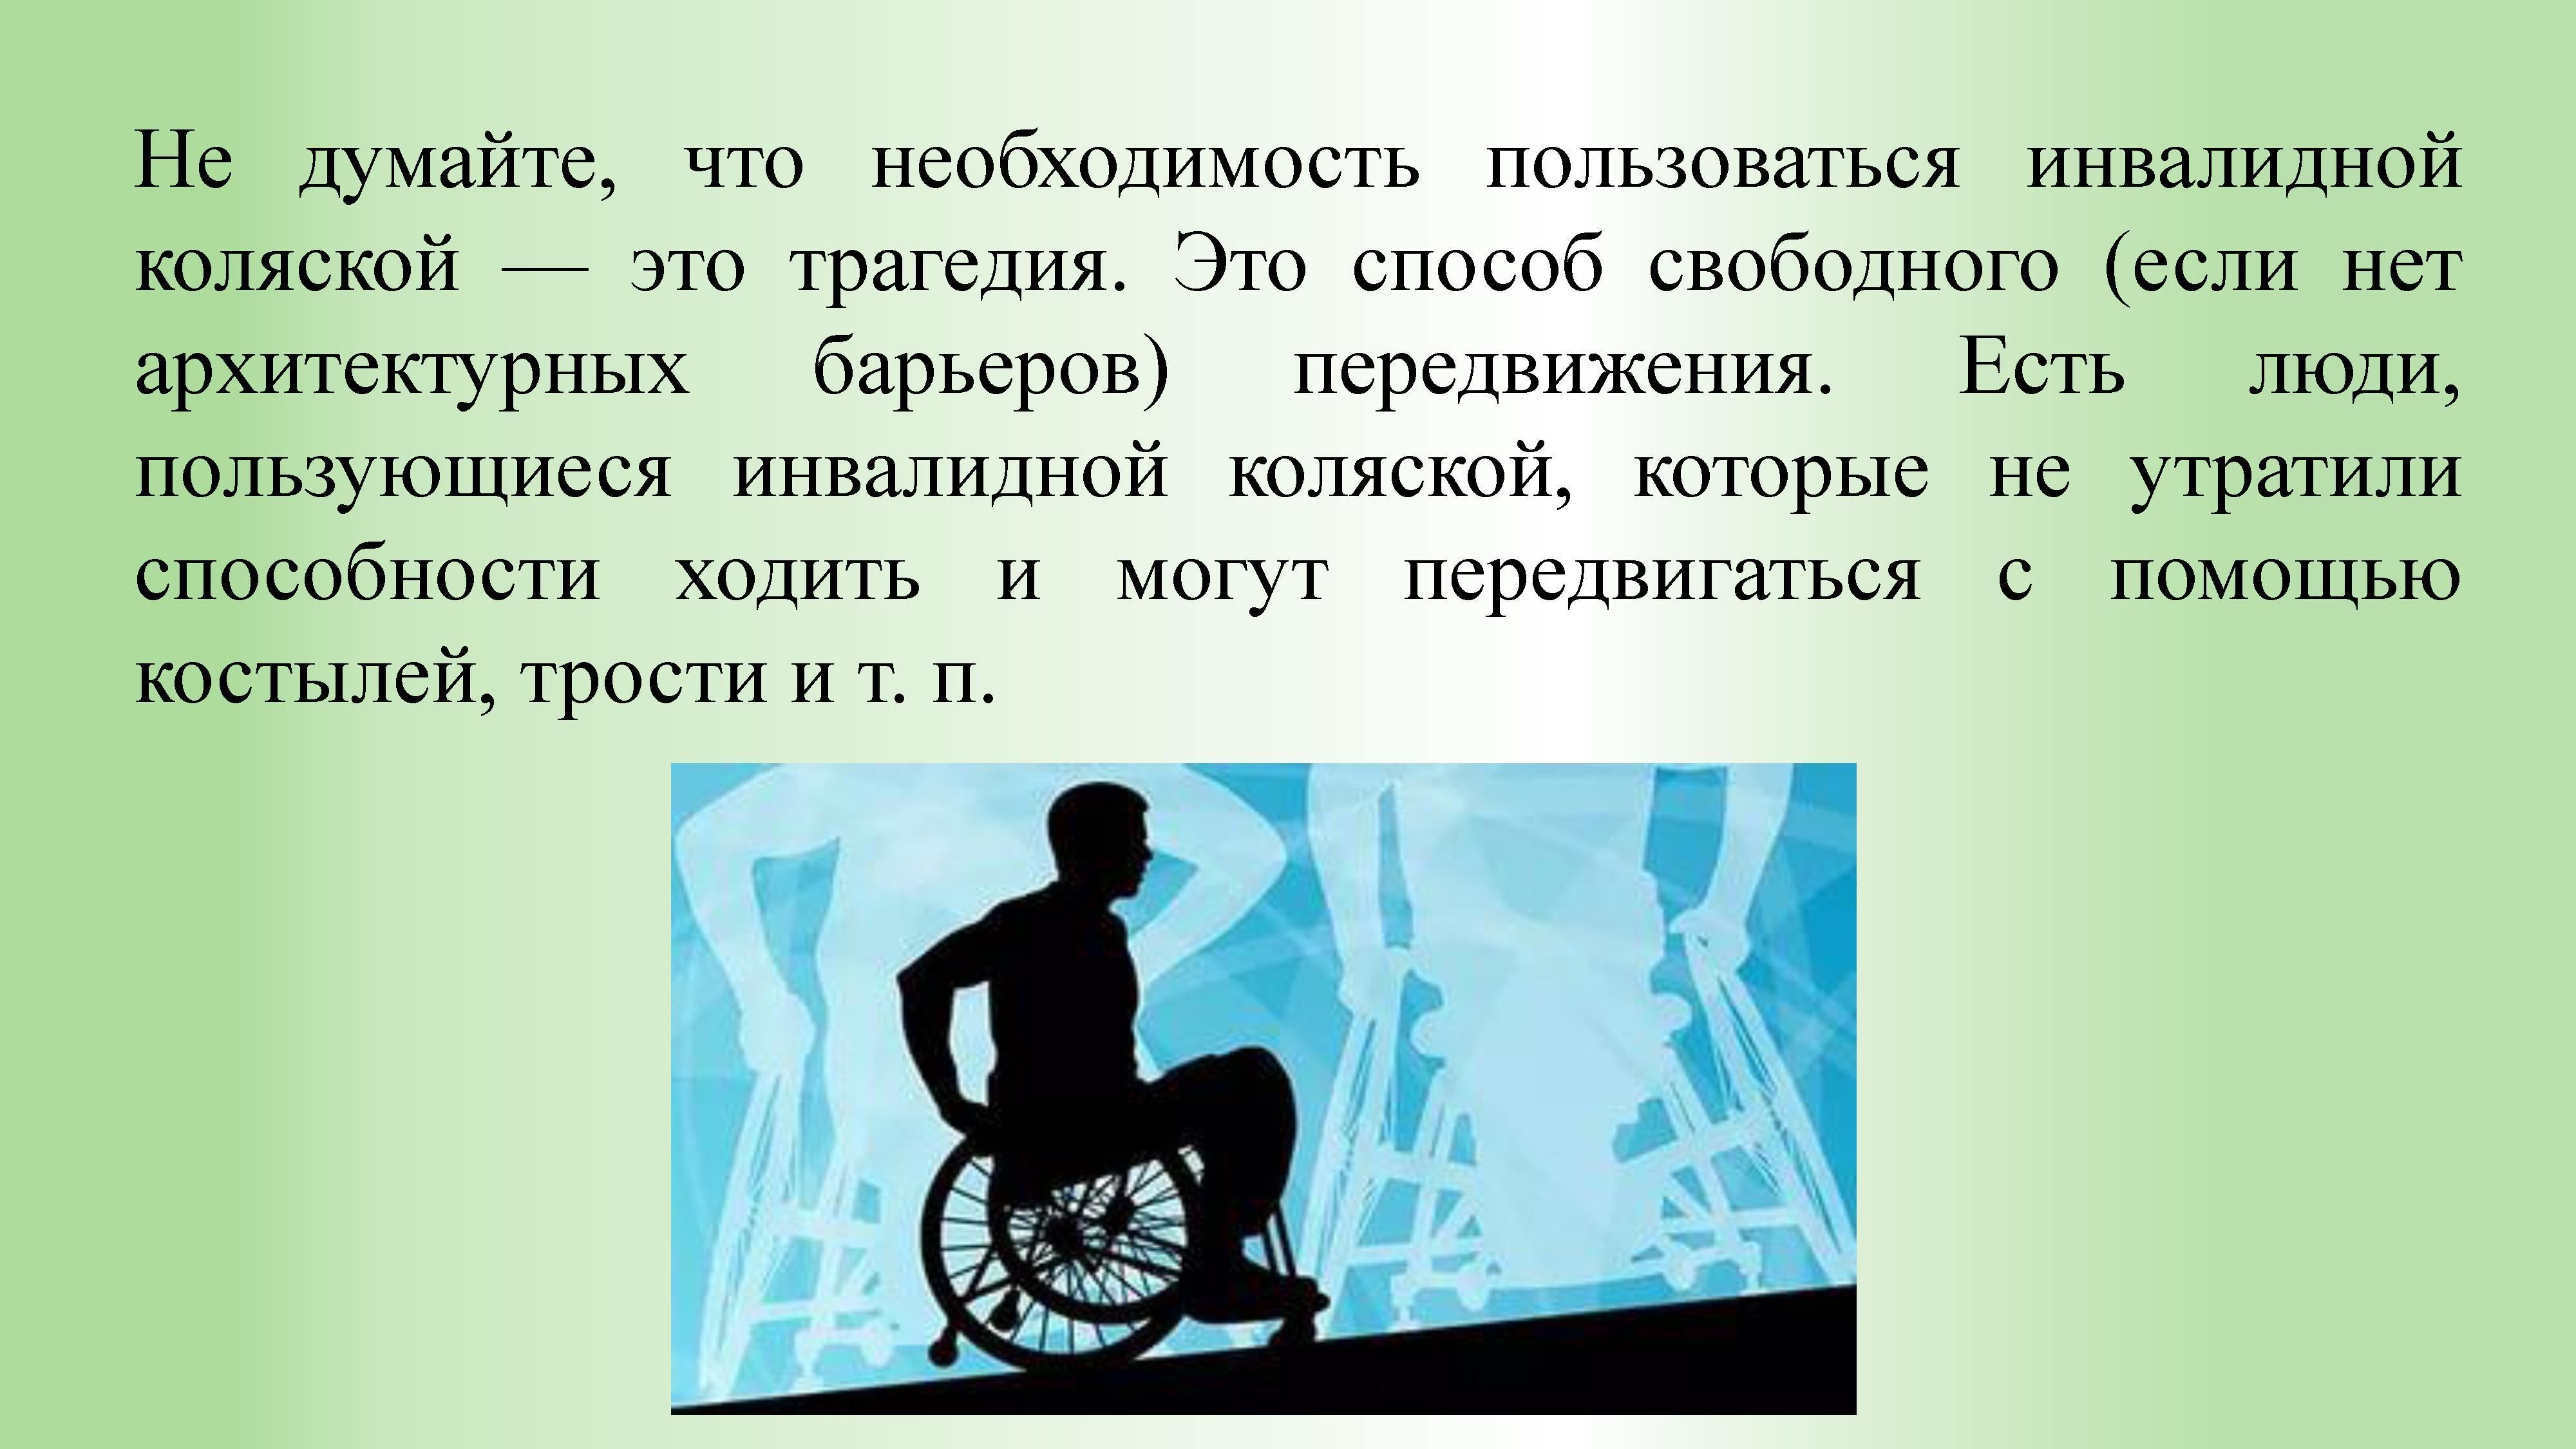 Не думайте, что необходимость пользоваться инвалидной
коляской — это трагедия. Это способ свободного (если нет
архитектурных барьеров) передвижения. Есть люди,
пользующиеся инвалидной коляской, которые не утратили
способности ходить и могут передвигаться с помощью
костылей, трости и т. п.